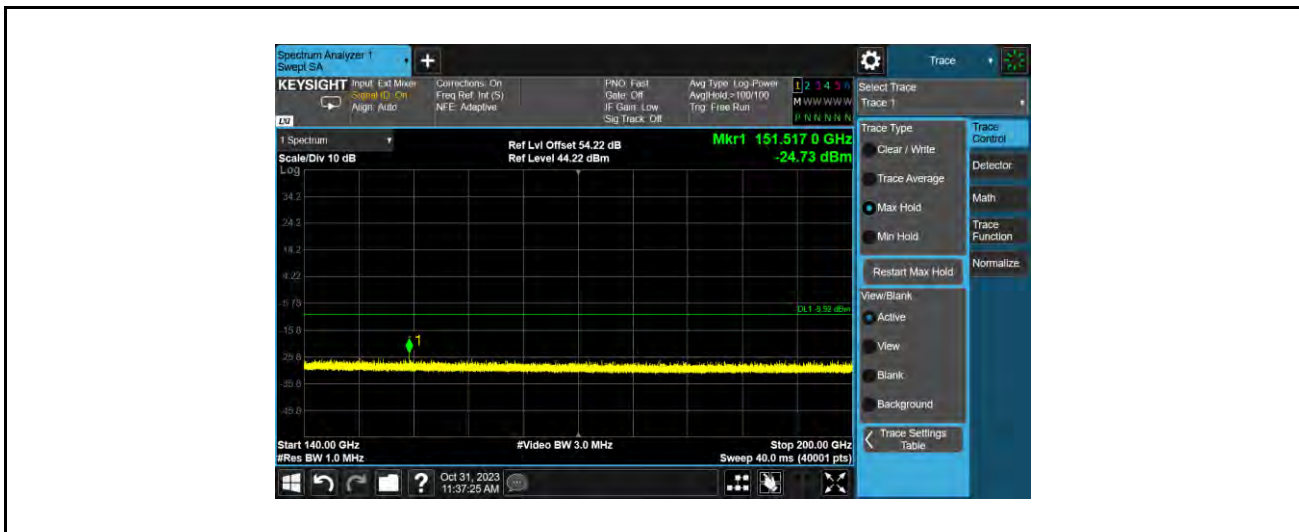 Spectrum Analyzer 1
Swept SA
+
Trace
KEYSIGHT
Input: Ext Mixer
Signal ID: On
Align: Auto
Corrections: On
Freq Ref: Int (S)
NFE: Adaptive
PNO: Fast
Gate: Off
IF Gain: Low
Sig Track: Off
Avg Type: Log-Power
Avg|Hold:>100/100
Trig: Free Run
1 2 3 4 5 6
M W W W W W
P N N N N N
LXI
Select Trace
Trace 1
1 Spectrum
Scale/Div 10 dB
Ref Lvl Offset 54.22 dB
Ref Level 44.22 dBm
Mkr1 151.517 0 GHz
-24.73 dBm
Log
34.2
24.2
14.2
4.22
-5.78
-15.8
-25.8
-35.8
-45.8
DL1 -9.92 dBm
1
Start 140.00 GHz
#Res BW 1.0 MHz
#Video BW 3.0 MHz
Stop 200.00 GHz
Sweep 40.0 ms (40001 pts)
Trace Type
Clear / Write
Trace Average
Max Hold
Min Hold
Restart Max Hold
View/Blank
Active
View
Blank
Background
Trace Settings
Table
Trace
Control
Detector
Math
Trace
Function
Normalize
?
Oct 31, 2023
11:37:25 AM